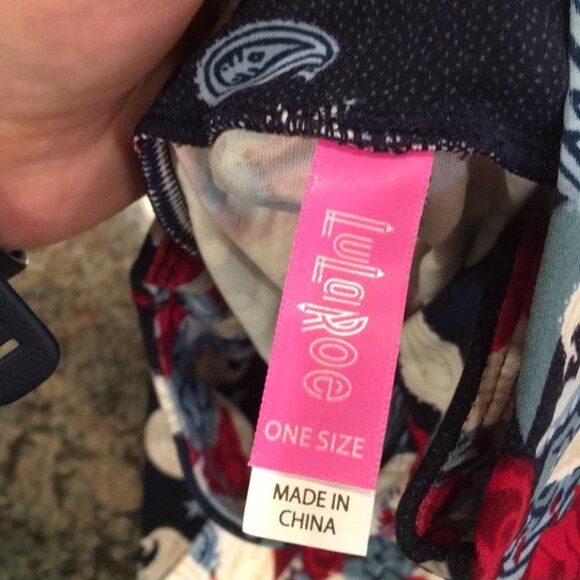 LuLaRoe
ONE SIZE
MADE IN
CHINA